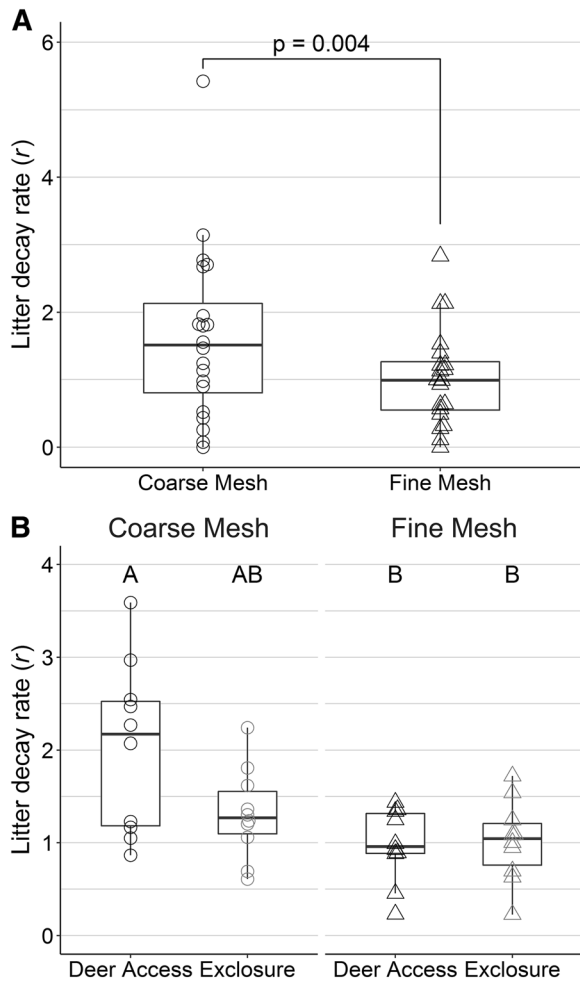 A
p = 0.004
6
4
2
0
Litter decay rate (r)
Coarse Mesh
Fine Mesh
B
Coarse Mesh
Fine Mesh
A
AB
B
B
4
3
2
1
0
Litter decay rate (r)
Deer Access
Exclosure
Deer Access
Exclosure